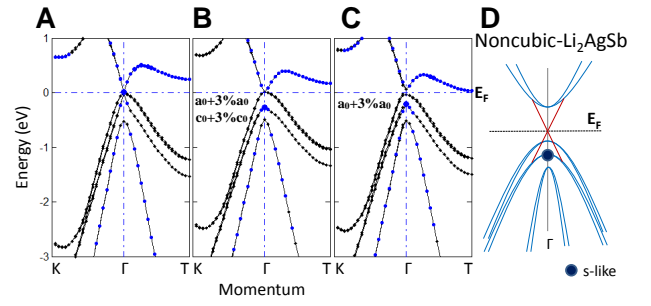 A B C D
Noncubic-Li₂AgSb
Energy (eV)
1
0
-1
-2
-3
a₀+3%a₀
c₀+3%c₀
a₀+3%a₀
E_F
E_F
K Γ T K Γ T K Γ T
Γ
Momentum
s-like